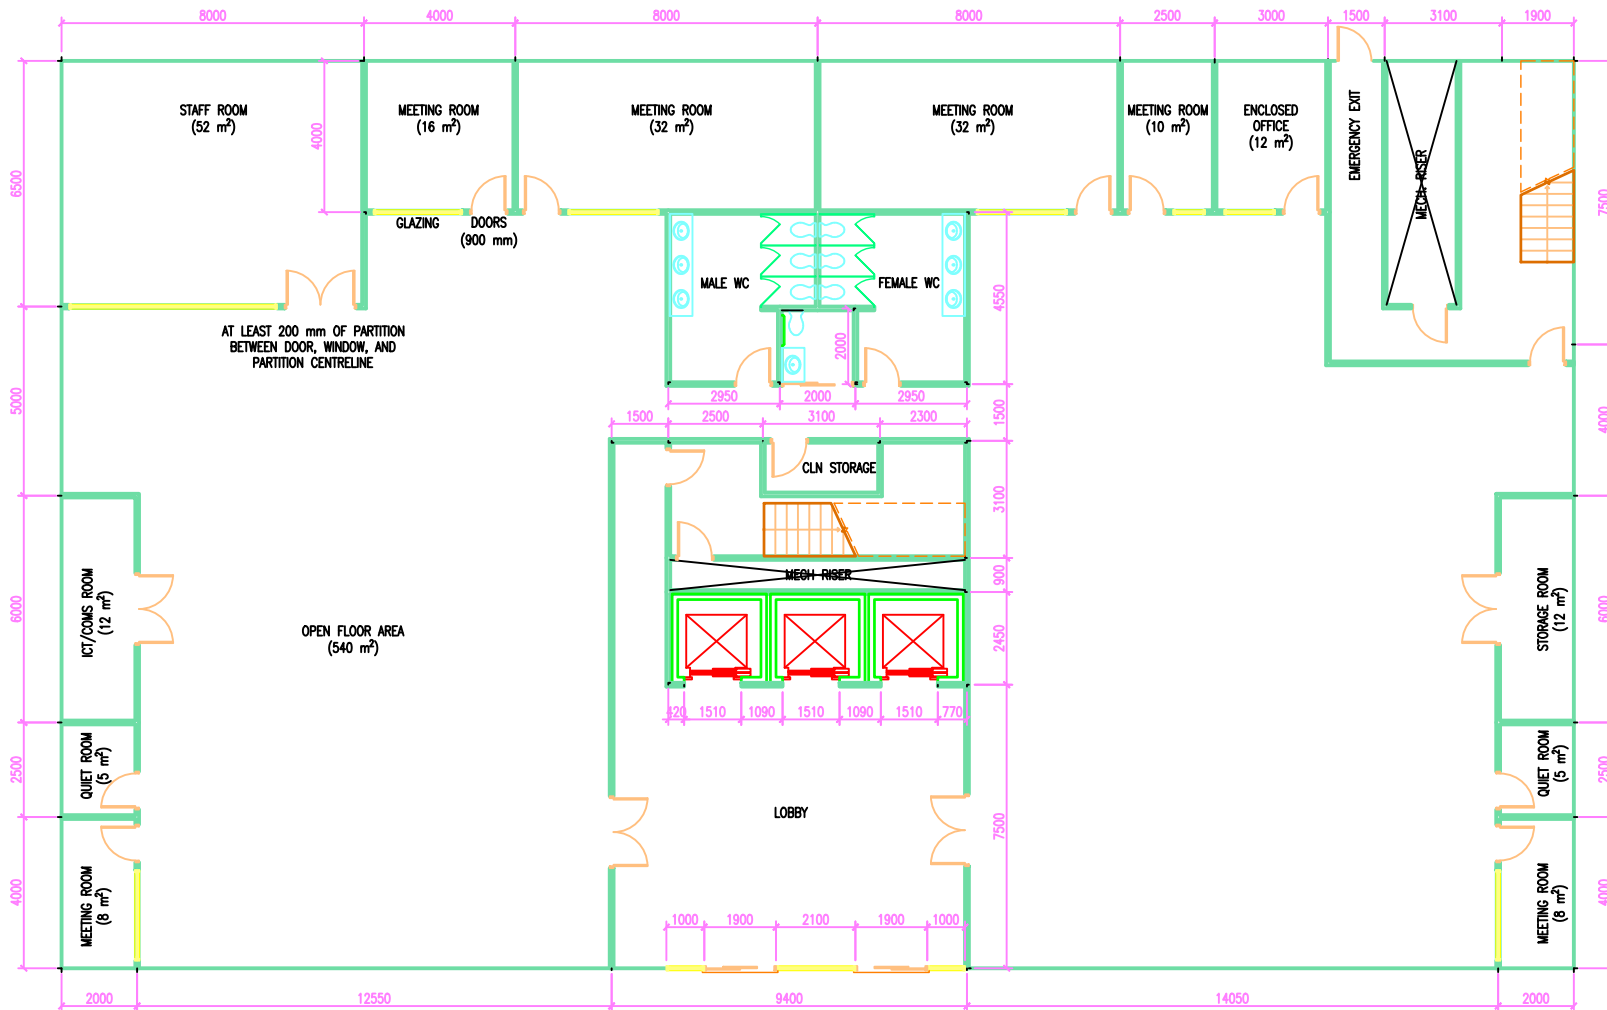 8000
4000
8000
8000
2500
3000
1500
3100
1900
STAFF ROOM
(52 m²)
MEETING ROOM
(16 m²)
MEETING ROOM
(32 m²)
MEETING ROOM
(32 m²)
MEETING ROOM
(10 m²)
ENCLOSED
OFFICE
(12 m²)
EMERGENCY EXIT
MECH RISER
4000
6500
7500
GLAZING
DOORS
(900 mm)
MALE WC
FEMALE WC
4550
AT LEAST 200 mm OF PARTITION
BETWEEN DOOR, WINDOW, AND
PARTITION CENTRELINE
2000
2950
2000
2950
5000
1500
4000
1500
2500
3100
2300
CLN STORAGE
3100
MECH RISER
900
ICT/COMS ROOM
(12 m²)
6000
OPEN FLOOR AREA
(540 m²)
2450
STORAGE ROOM
(12 m²)
6000
420
1510
1090
1510
1090
1510
770
QUIET ROOM
(5 m²)
2500
LOBBY
7500
QUIET ROOM
(5 m²)
2500
MEETING ROOM
(8 m²)
4000
1000
1900
2100
1900
1000
MEETING ROOM
(8 m²)
4000
2000
12550
9400
14050
2000